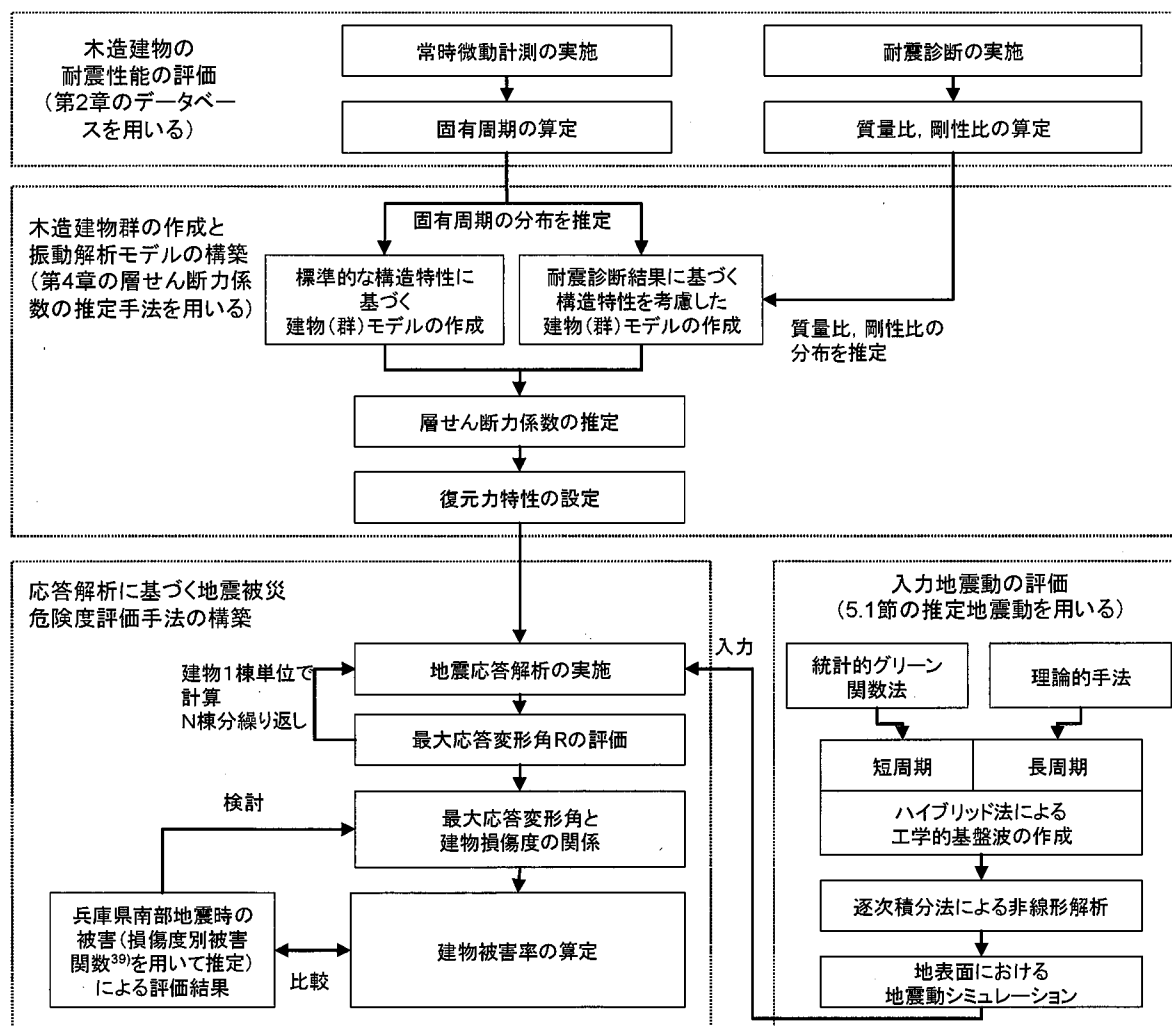 木造建物の
耐震性能の評価
(第2章のデータベー
スを用いる)
常時微動計測の実施
耐震診断の実施
固有周期の算定
質量比, 剛性比の算定
木造建物群の作成と
振動解析モデルの構築
(第4章の層せん断力係
数の推定手法を用いる)
固有周期の分布を推定
標準的な構造特性に
基づく
建物(群)モデルの作成
耐震診断結果に基づく
構造特性を考慮した
建物(群)モデルの作成
質量比, 剛性比の
分布を推定
層せん断力係数の推定
復元力特性の設定
応答解析に基づく地震被災
危険度評価手法の構築
建物1棟単位で
計算
N棟分繰り返し
地震応答解析の実施
最大応答変形角Rの評価
検討
最大応答変形角と
建物損傷度の関係
兵庫県南部地震時の
被害(損傷度別被害
関数39)を用いて推定)
による評価結果
比較
建物被害率の算定
入力
入力地震動の評価
(5.1節の推定地震動を用いる)
統計的グリーン
関数法
理論的手法
短周期
長周期
ハイブリッド法による
工学的基盤波の作成
逐次積分法による非線形解析
地表面における
地震動シミュレーション